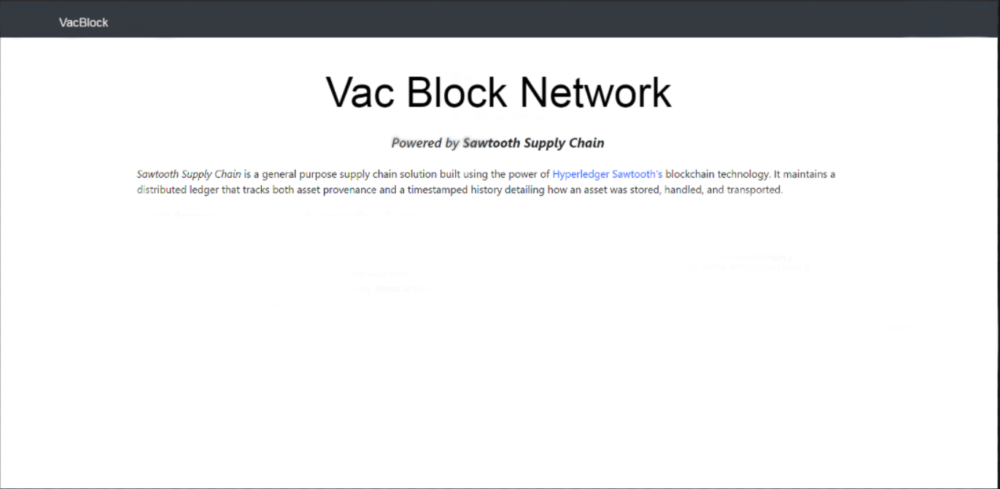 VacBlock
Vac Block Network
Powered by Sawtooth Supply Chain
Sawtooth Supply Chain is a general purpose supply chain solution built using the power of Hyperledger Sawtooth's blockchain technology. It maintains a
distributed ledger that tracks both asset provenance and a timestamped history detailing how an asset was stored, handled, and transported.